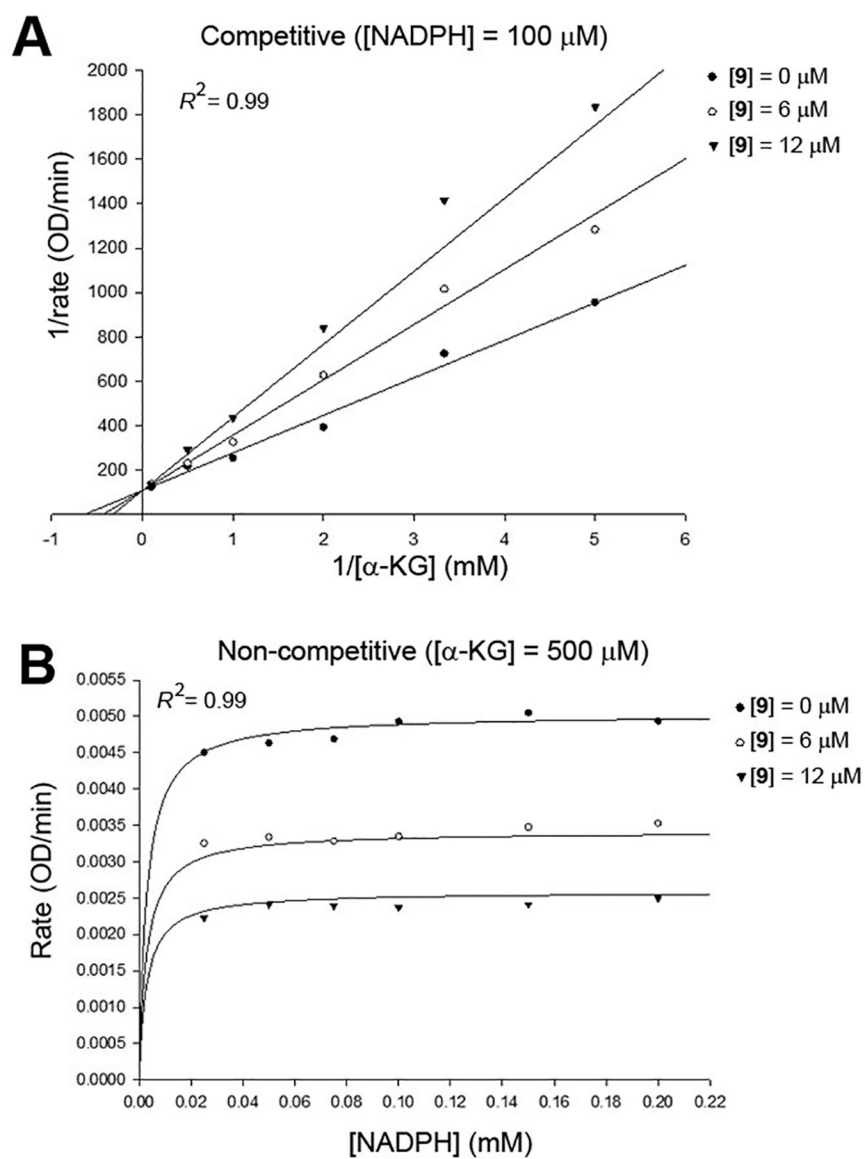 A
Competitive ([NADPH] = 100 μM)
R2= 0.99
[9] = 0 μM
[9] = 6 μM
[9] = 12 μM
1/rate (OD/min)
2000
1800
1600
1400
1200
1000
800
600
400
200
-1 0 1 2 3 4 5 6
1/[α-KG] (mM)
B
Non-competitive ([α-KG] = 500 μM)
R2= 0.99
[9] = 0 μM
[9] = 6 μM
[9] = 12 μM
Rate (OD/min)
0.0055
0.0050
0.0045
0.0040
0.0035
0.0030
0.0025
0.0020
0.0015
0.0010
0.0005
0.0000
0.00 0.02 0.04 0.06 0.08 0.10 0.12 0.14 0.16 0.18 0.20 0.22
[NADPH] (mM)